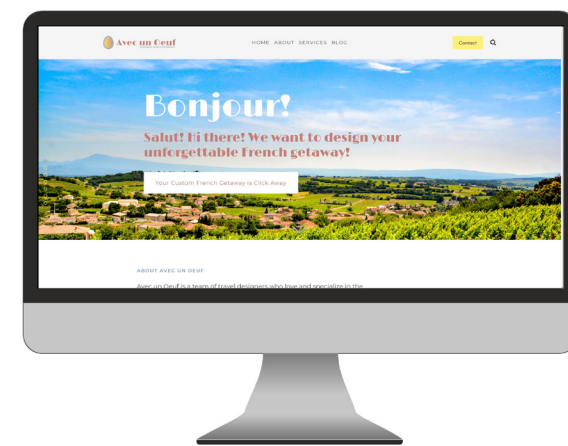 Avec un Oeuf
HOME ABOUT SERVICES BLOG
Contact
Bonjour!
Salut! Hi there! We want to design your
unforgettable French getaway!
Your Custom French Getaway is Click Away
ABOUT AVEC UN OEUF
Avec un Oeuf is a team of travel designers who love and specialize in the